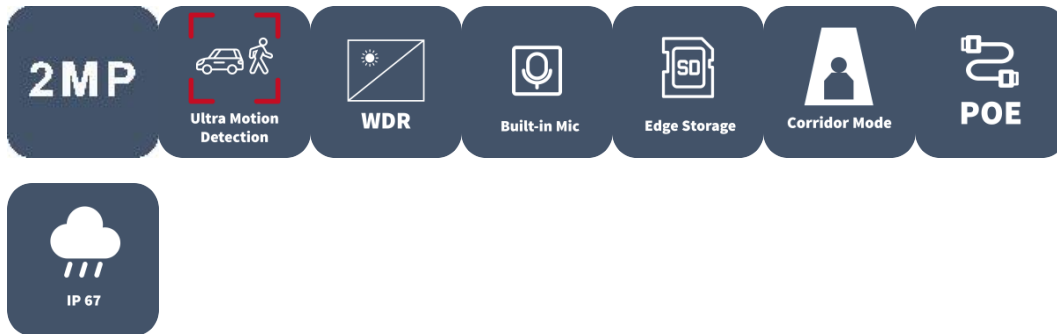 2MP
Ultra Motion
Detection
WDR
Built-in Mic
SD
Edge Storage
Corridor Mode
POE
IP 67